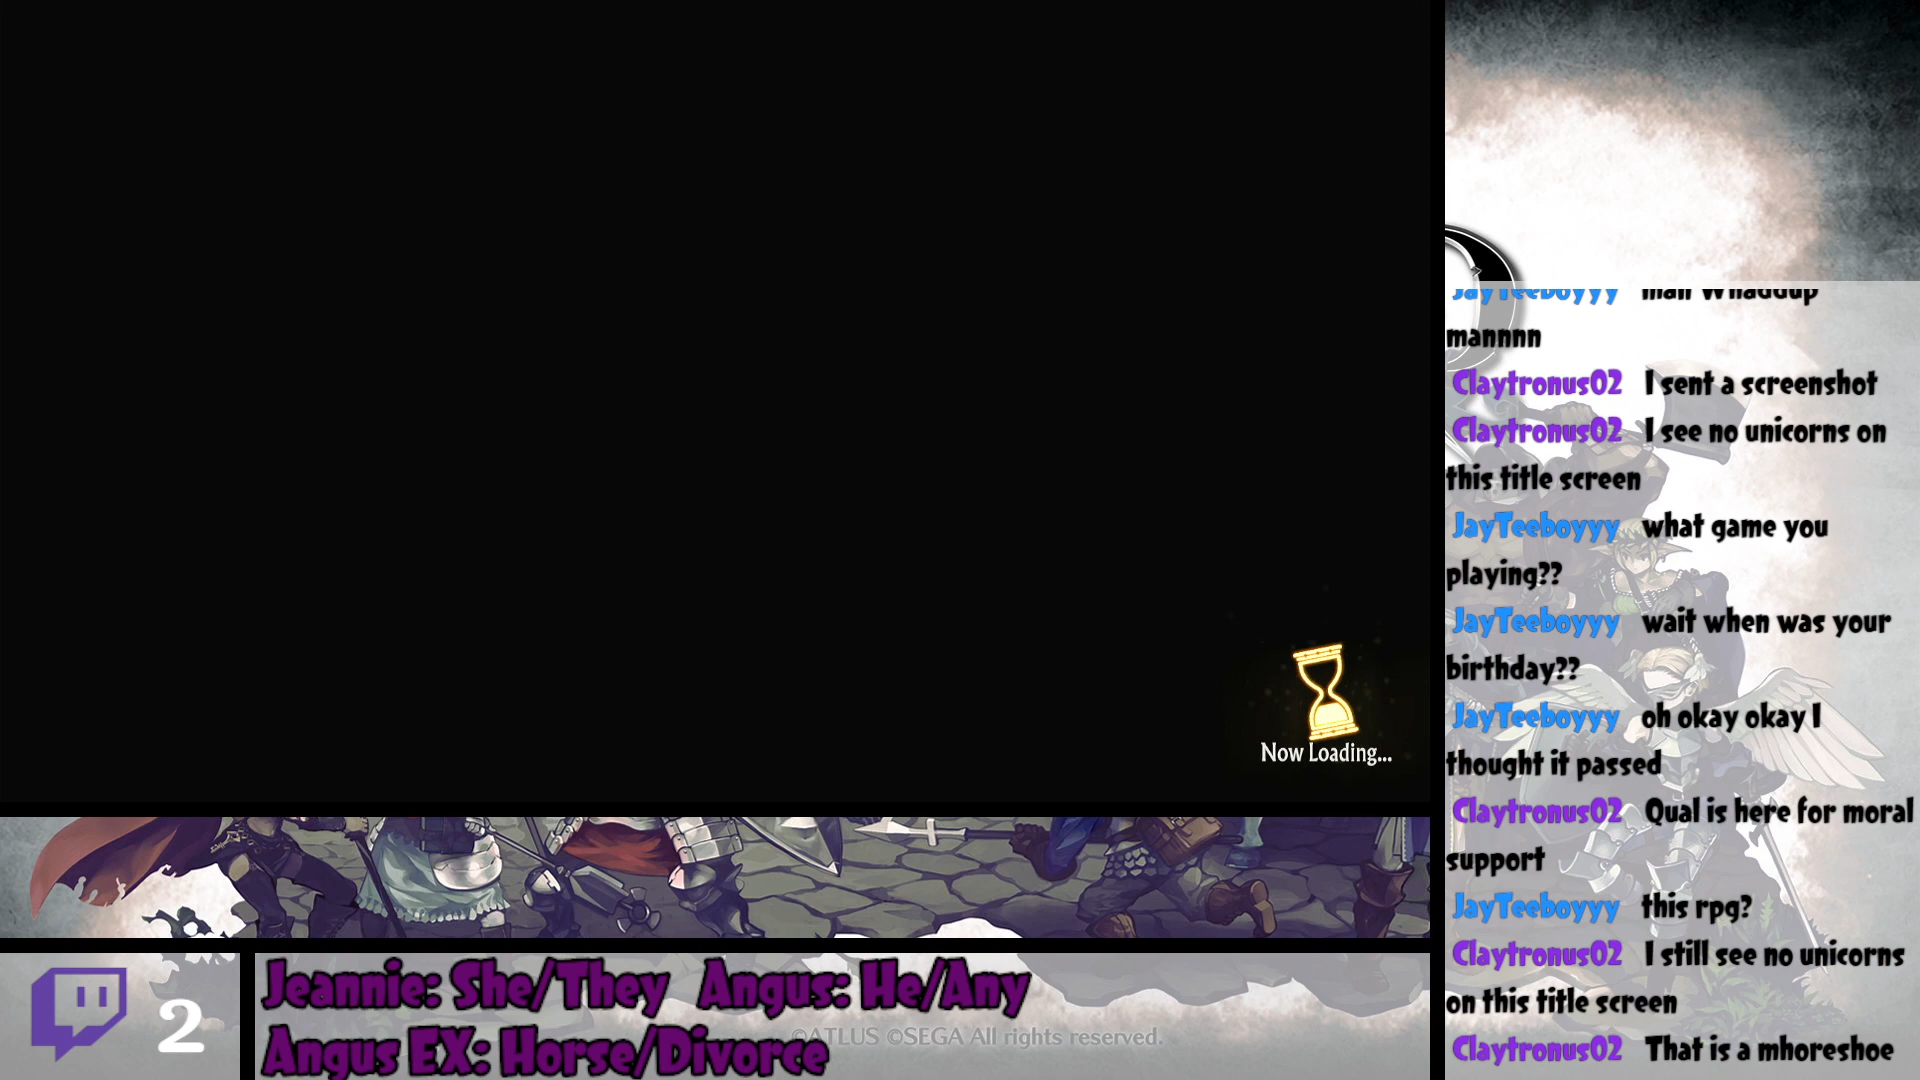 Now Loading...
JayTeeboyyy man whaddup
mannnn
Claytronus02 I sent a screenshot
Claytronus02 I see no unicorns on
this title screen
JayTeeboyyy what game you
playing??
JayTeeboyyy wait when was your
birthday??
JayTeeboyyy oh okay okay I
thought it passed
Claytronus02 Qual is here for moral
support
JayTeeboyyy this rpg?
Claytronus02 I still see no unicorns
on this title screen
Claytronus02 That is a mhoreshoe
2
Jeannie: She/They Angus: He/Any
Angus EX: Horse/Divorce
©ATLUS ©SEGA All rights reserved.